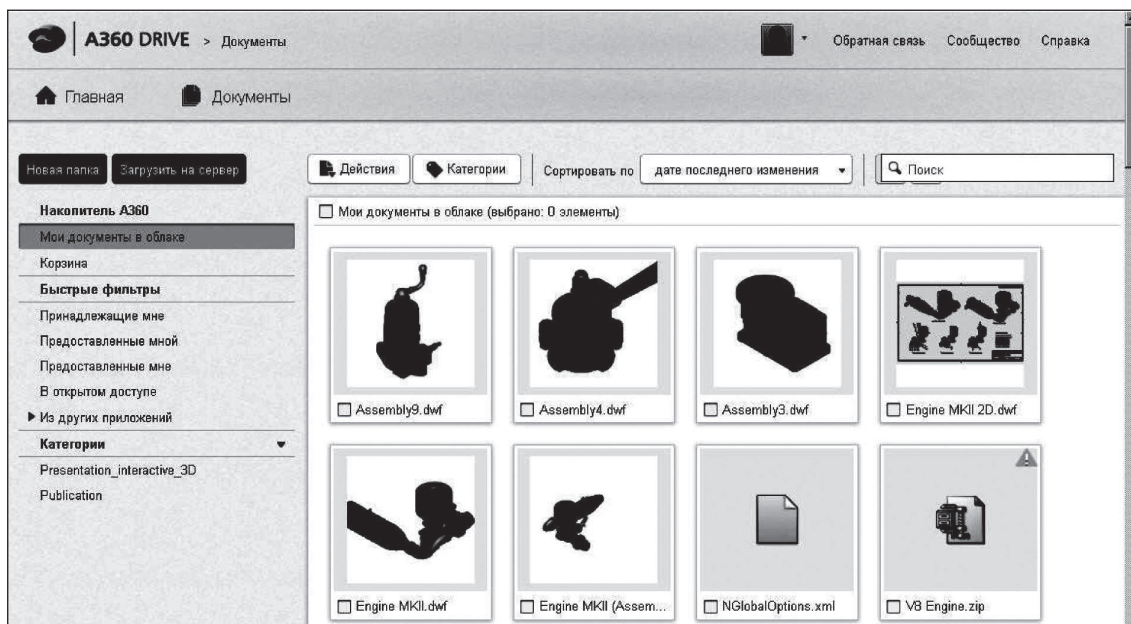 A360 DRIVE > Документы
Обратная связь Сообщество Справка
Главная Документы
Новая папка Загрузить на сервер
Действия Категории Сортировать по дате последнего изменения Поиск
Накопитель A360
Мои документы в облаке
Корзина
Быстрые фильтры
Принадлежащие мне
Предоставленные мной
Предоставленные мне
В открытом доступе
Из других приложений
Категории
Presentation_interactive_3D
Publication
Мои документы в облаке (выбрано: 0 элементы)
Assembly9.dwf Assembly4.dwf Assembly3.dwf Engine MKII 2D.dwf
Engine MKII.dwf Engine MKII (Assem... NGlobalOptions.xml V8 Engine.zip